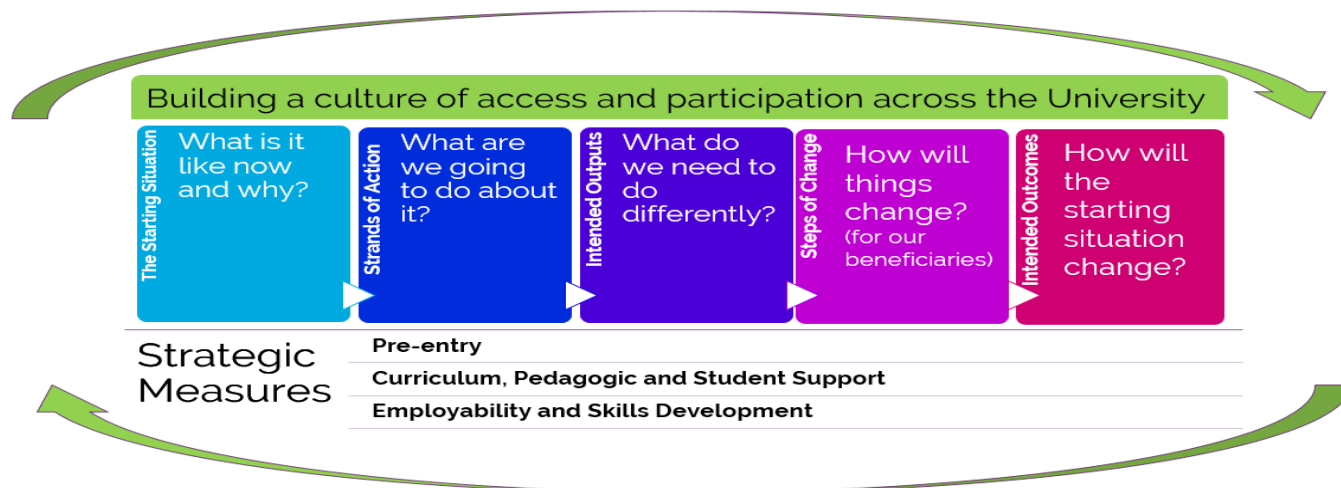 Building a culture of access and participation across the University
The Starting Situation
What is it
like now
and why?
Strands of Action
What are
we going
to do about
it?
Intended Outputs
What do
we need to
do
differently?
Steps of Change
How will
things
change?
(for our
beneficiaries)
Intended Outcomes
How will
the
starting
situation
change?
Strategic
Measures
Pre-entry
Curriculum, Pedagogic and Student Support
Employability and Skills Development